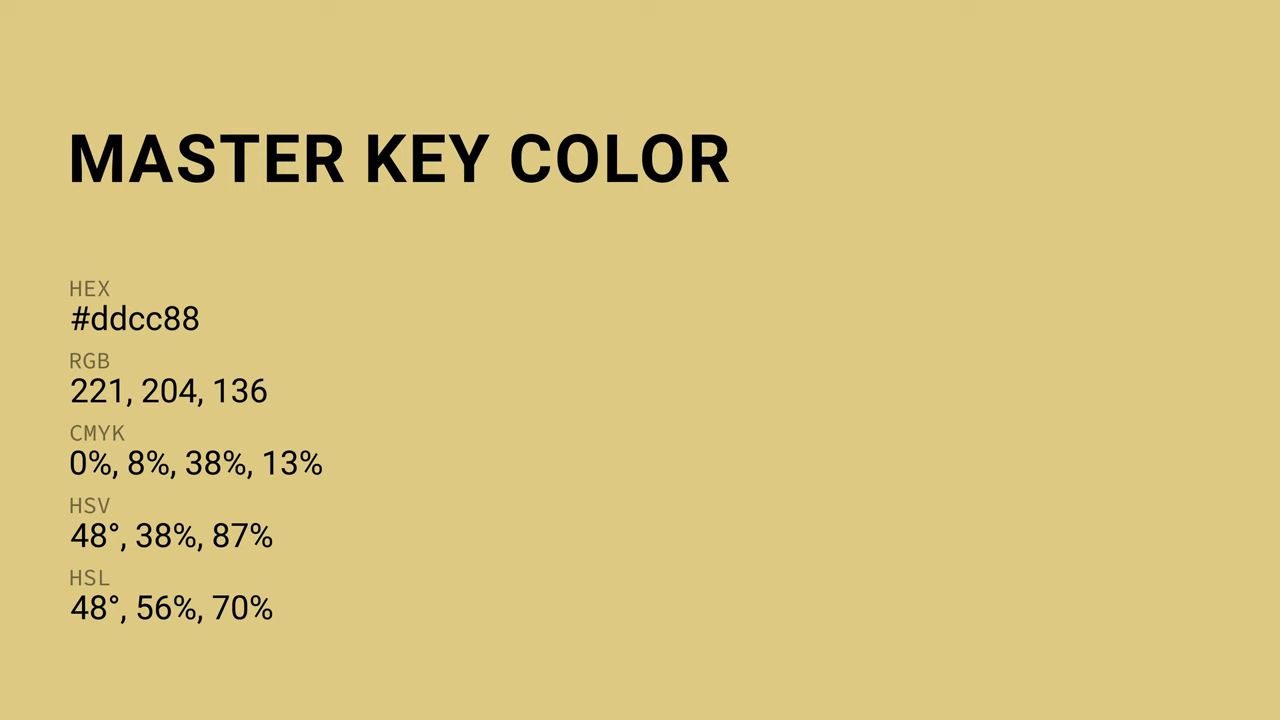 MASTER KEY COLOR
HEX
#ddcc88
RGB
221, 204, 136
CMYK
0%, 8%, 38%, 13%
HSV
48°, 38%, 87%
HSL
48°, 56%, 70%